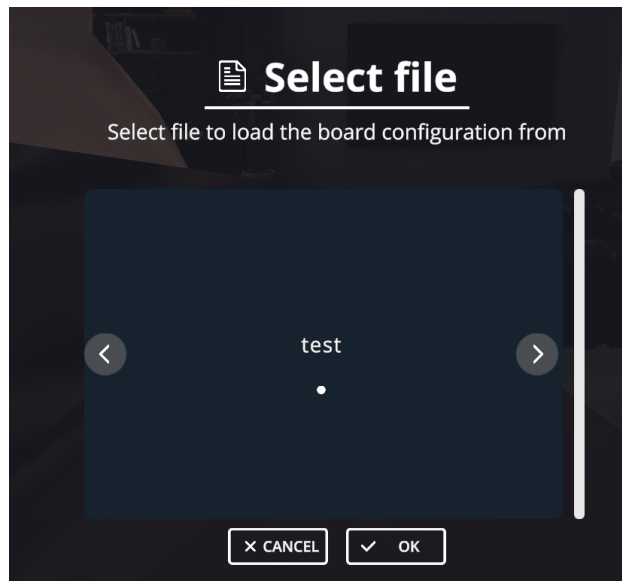 Select file
Select file to load the board configuration from
test
CANCEL
OK